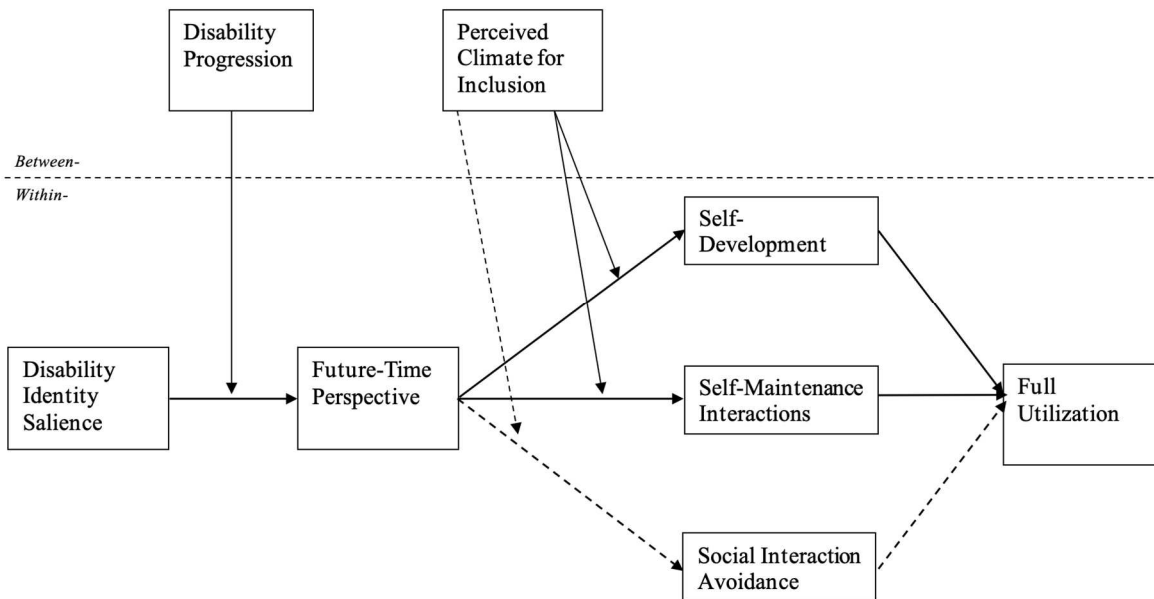 Disability
Progression
Perceived
Climate for
Inclusion
Between-
Within-
Self-
Development
Disability
Identity
Salience
Future-Time
Perspective
Self-Maintenance
Interactions
Full
Utilization
Social Interaction
Avoidance